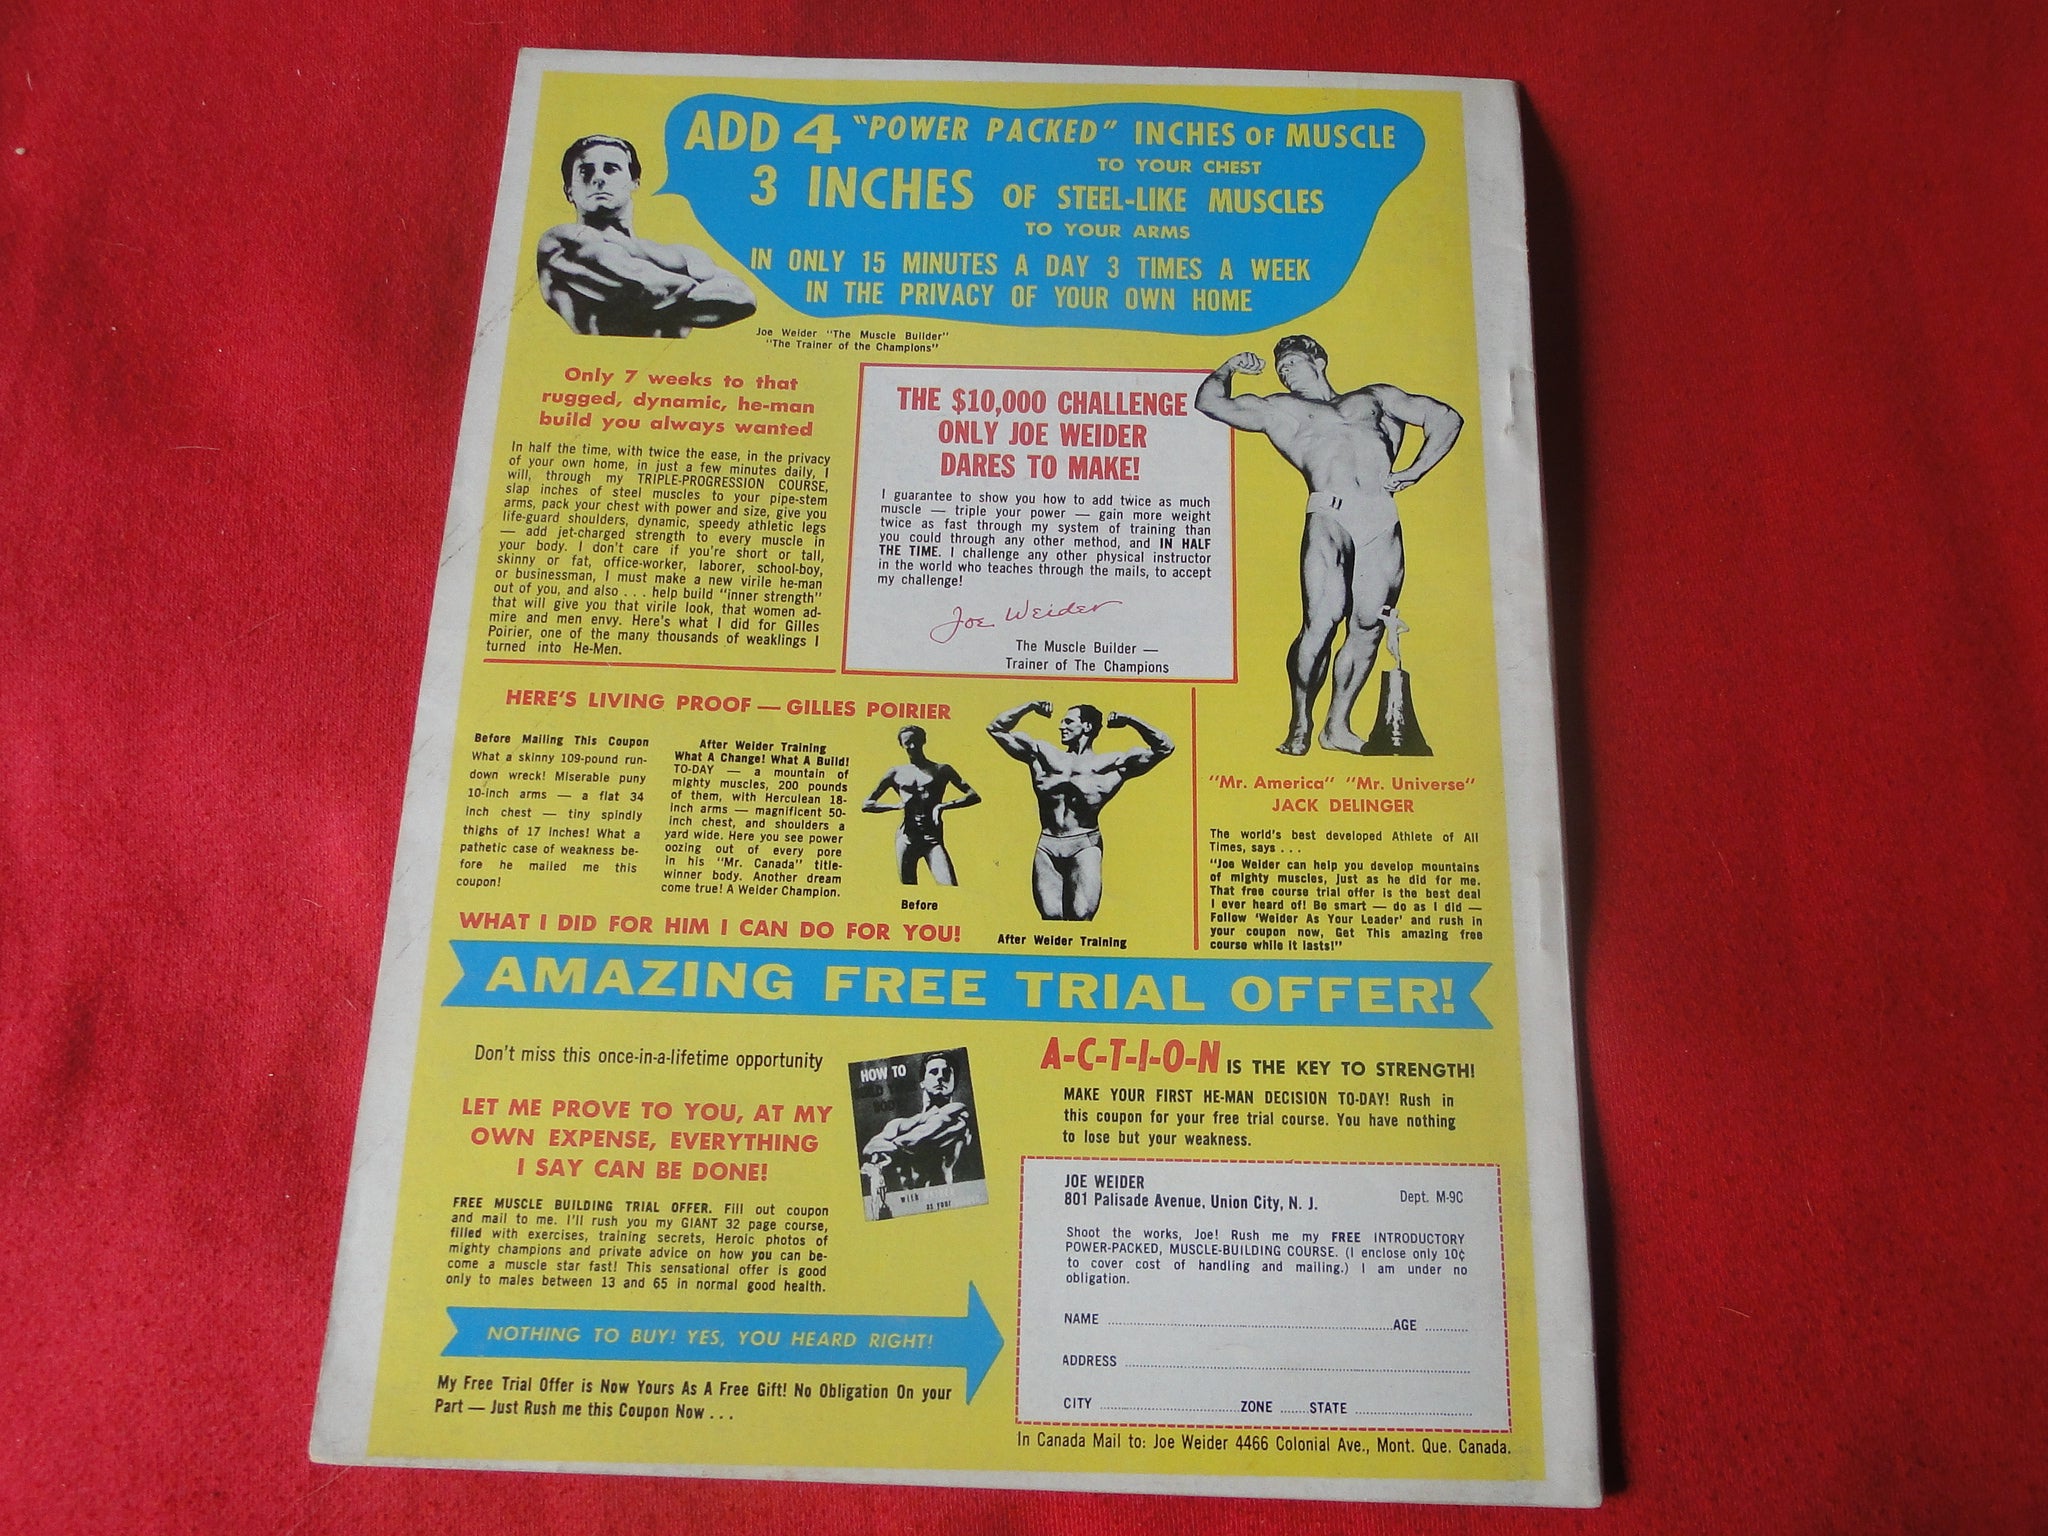 ADD 4 "POWER PACKED" INCHES OF MUSCLE
TO YOUR CHEST
3 INCHES OF STEEL-LIKE MUSCLES
TO YOUR ARMS
IN ONLY 15 MINUTES A DAY 3 TIMES A WEEK
IN THE PRIVACY OF YOUR OWN HOME
Joe Weider "The Muscle Builder"
"The Trainer of the Champions"
Only 7 weeks to that
rugged, dynamic, he-man
build you always wanted
In half the time, with twice the ease, in the privacy
of your own home, in just a few minutes daily, I
will, through my TRIPLE-PROGRESSION COURSE,
slap inches of steel muscles to your pipe-stem
arms, pack your chest with power and size, give you
life-guard shoulders, dynamic, speedy athletic legs
— add jet-charged strength to every muscle in
your body. I don't care if you're short or tall,
skinny or fat, office-worker, laborer, school-boy,
or businessman, I must make a new virile he-man
out of you, and also . . . help build "inner strength"
that will give you that virile look, that women ad-
mire and men envy. Here's what I did for Gilles
Poirier, one of the many thousands of weaklings I
turned into He-Men.
THE $10,000 CHALLENGE
ONLY JOE WEIDER
DARES TO MAKE!
I guarantee to show you how to add twice as much
muscle — triple your power — gain more weight
twice as fast through my system of training than
you could through any other method, and IN HALF
THE TIME. I challenge any other physical instructor
in the world who teaches through the mails, to accept
my challenge!
Joe Weider
The Muscle Builder —
Trainer of The Champions
HERE'S LIVING PROOF — GILLES POIRIER
Before Mailing This Coupon
What a skinny 109-pound run-
down wreck! Miserable puny
10-inch arms — a flat 34
inch chest — tiny spindly
thighs of 17 inches! What a
pathetic case of weakness be-
fore he mailed me this
coupon!
After Weider Training
What A Change! What A Build!
TO-DAY — a mountain of
mighty muscles, 200 pounds
of them, with Herculean 18-
inch arms — magnificent 50-
inch chest, and shoulders a
yard wide. Here you see power
oozing out of every pore
in his "Mr. Canada" title-
winner body. Another dream
come true! A Weider Champion.
Before
After Weider Training
WHAT I DID FOR HIM I CAN DO FOR YOU!
"Mr. America" "Mr. Universe"
JACK DELINGER
The world's best developed Athlete of All
Times, says . . .
"Joe Weider can help you develop mountains
of mighty muscles, just as he did for me.
That free course trial offer is the best deal
I ever heard of! Be smart — do as I did —
Follow 'Weider As Your Leader' and rush in
your coupon now, Get This amazing free
course while it lasts!"
AMAZING FREE TRIAL OFFER!
Don't miss this once-in-a-lifetime opportunity
LET ME PROVE TO YOU, AT MY
OWN EXPENSE, EVERYTHING
I SAY CAN BE DONE!
FREE MUSCLE BUILDING TRIAL OFFER. Fill out coupon
and mail to me. I'll rush you my GIANT 32 page course,
filled with exercises, training secrets, Heroic photos of
mighty champions and private advice on how you can be-
come a muscle star fast! This sensational offer is good
only to males between 13 and 65 in normal good health.
HOW TO
with
as your
NOTHING TO BUY! YES, YOU HEARD RIGHT!
My Free Trial Offer is Now Yours As A Free Gift! No Obligation On your
Part — Just Rush me this Coupon Now . . .
A-C-T-I-O-N IS THE KEY TO STRENGTH!
MAKE YOUR FIRST HE-MAN DECISION TO-DAY! Rush in
this coupon for your free trial course. You have nothing
to lose but your weakness.
JOE WEIDER
801 Palisade Avenue, Union City, N. J. Dept. M-9C
Shoot the works, Joe! Rush me my FREE INTRODUCTORY
POWER-PACKED, MUSCLE-BUILDING COURSE. (I enclose only 10¢
to cover cost of handling and mailing.) I am under no
obligation.
NAME AGE
ADDRESS
CITY ZONE STATE
In Canada Mail to: Joe Weider 4466 Colonial Ave., Mont. Que. Canada.